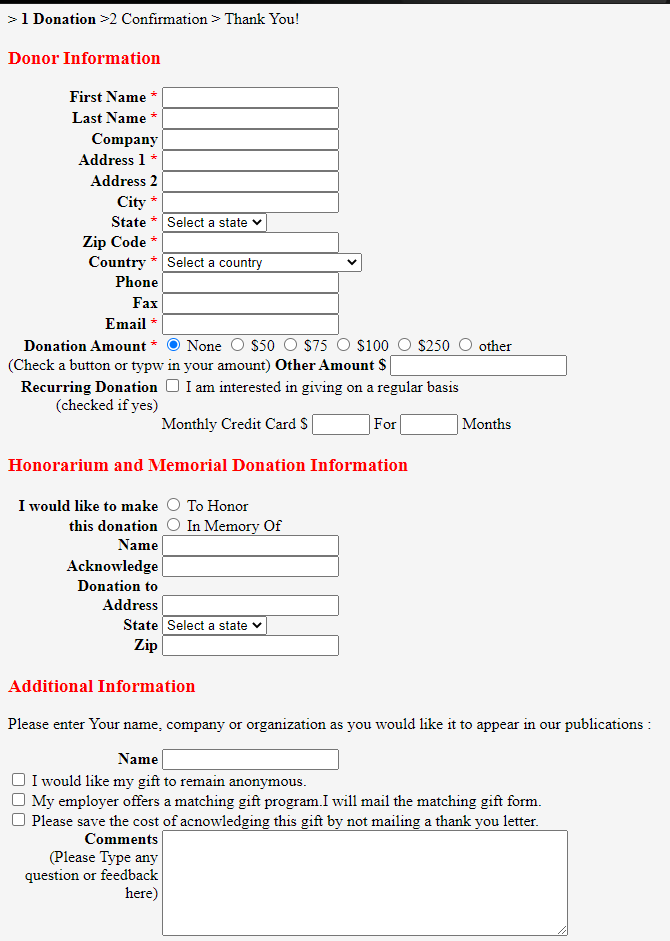 > 1 Donation >2 Confirmation > Thank You!
Donor Information
First Name *
Last Name *
Company
Address 1 *
Address 2
City *
State * Select a state
Zip Code *
Country * Select a country
Phone
Fax
Email *
Donation Amount * None $50 $75 $100 $250 other
(Check a button or typw in your amount) Other Amount $
Recurring Donation I am interested in giving on a regular basis
(checked if yes)
Monthly Credit Card $ For Months
Honorarium and Memorial Donation Information
I would like to make To Honor
this donation In Memory Of
Name
Acknowledge
Donation to
Address
State Select a state
Zip
Additional Information
Please enter Your name, company or organization as you would like it to appear in our publications :
Name
I would like my gift to remain anonymous.
My employer offers a matching gift program.I will mail the matching gift form.
Please save the cost of acnowledging this gift by not mailing a thank you letter.
Comments
(Please Type any
question or feedback
here)